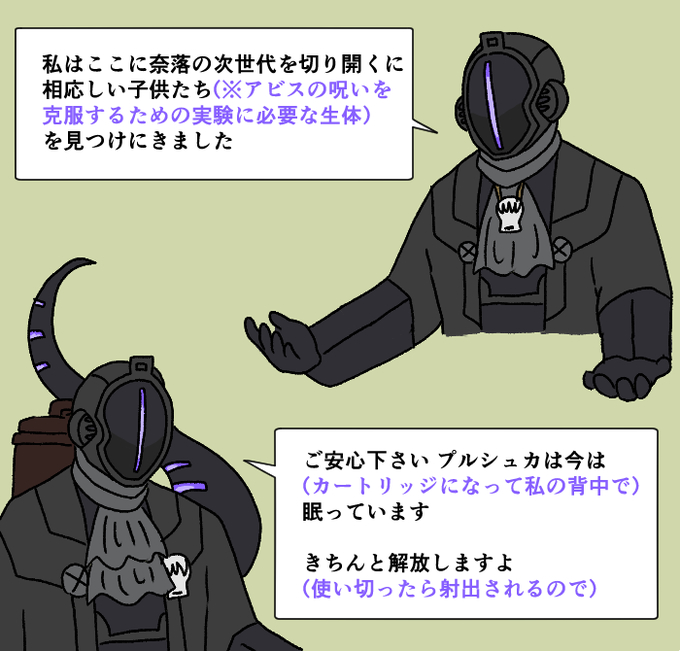 私はここに奈落の次世代を切り開くに
相応しい子供たち(※アビスの呪いを
克服するための実験に必要な生体)
を見つけにきました
ご安心下さい プルシュカは今は
(カートリッジになって私の背中で)
眠っています
きちんと解放しますよ
(使い切ったら射出されるので)